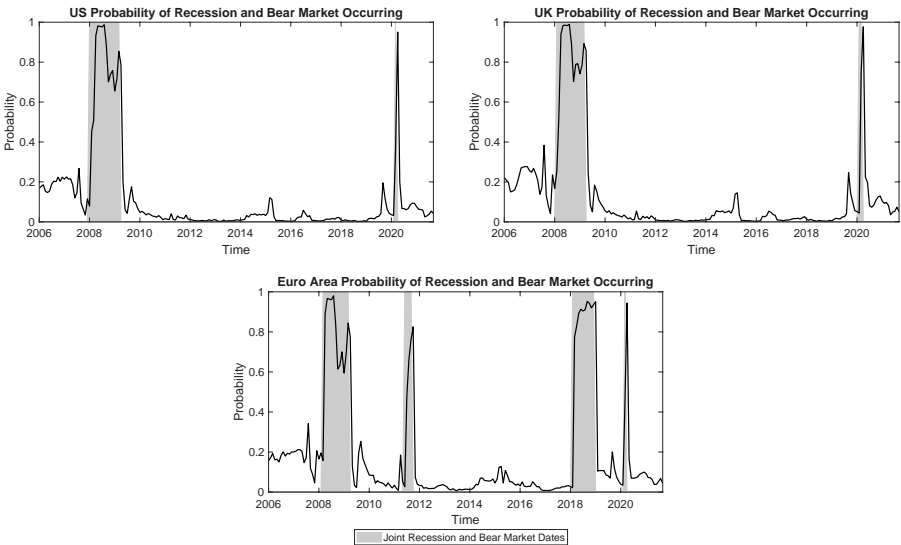 US Probability of Recession and Bear Market Occurring
1
0.8
0.6
0.4
0.2
0
Probability
2006 2008 2010 2012 2014 2016 2018 2020
Time
UK Probability of Recession and Bear Market Occurring
1
0.8
0.6
0.4
0.2
0
Probability
2006 2008 2010 2012 2014 2016 2018 2020
Time
Euro Area Probability of Recession and Bear Market Occurring
1
0.8
0.6
0.4
0.2
0
Probability
2006 2008 2010 2012 2014 2016 2018 2020
Time
Joint Recession and Bear Market Dates